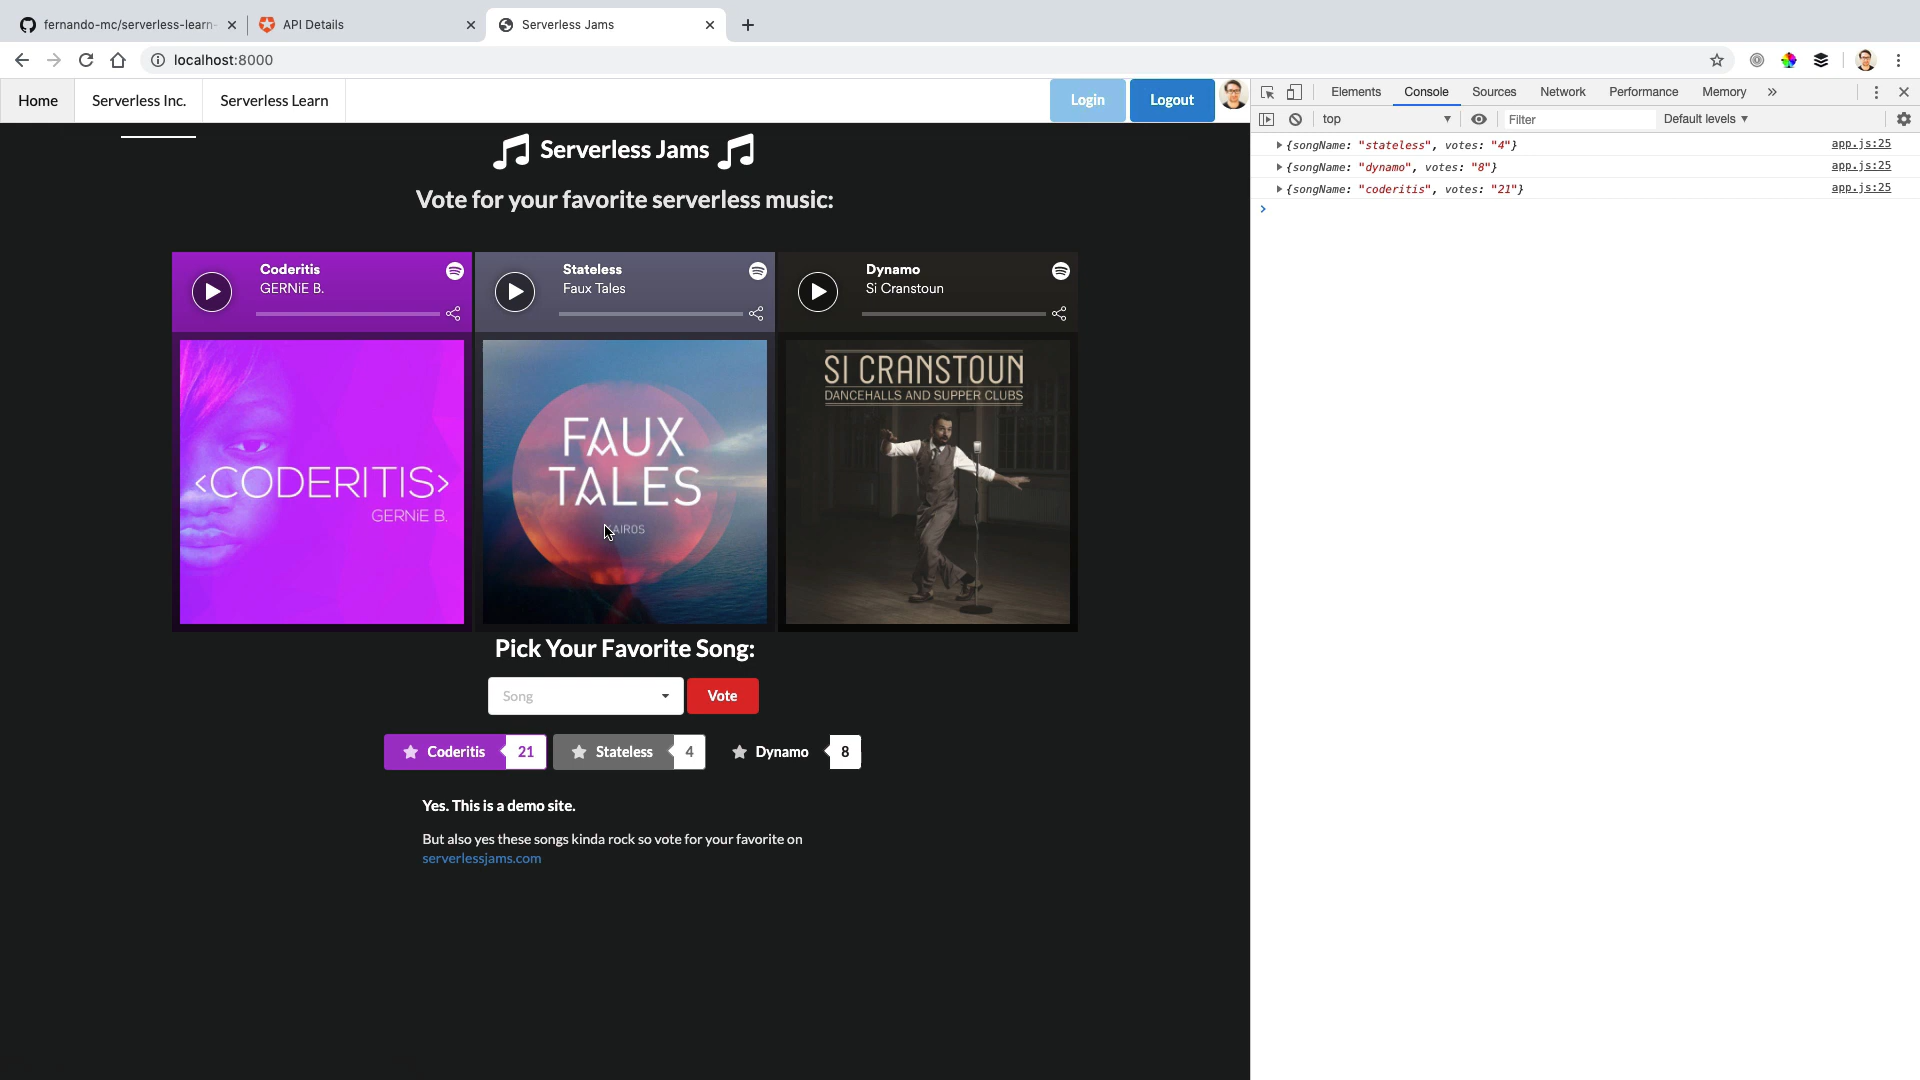 fernando-mc/serverless-learn-
API Details
Serverless Jams
localhost:8000
Home
Serverless Inc.
Serverless Learn
Login
Logout
Elements
Console
Sources
Network
Performance
Memory
top
Filter
Default levels
Serverless Jams
Vote for your favorite serverless music:
{songName: "stateless", votes: "4"}
app.js:25
{songName: "dynamo", votes: "8"}
app.js:25
{songName: "coderitis", votes: "21"}
app.js:25
Coderitis
GERNiE B.
Stateless
Faux Tales
Dynamo
Si Cranstoun
<CODERITIS>
GERNiE B.
FAUX
TALES
SI CRANSTOUN
DANCEHALLS AND SUPPER CLUBS
Pick Your Favorite Song:
Song
Vote
Coderitis
21
Stateless
4
Dynamo
8
Yes. This is a demo site.
But also yes these songs kinda rock so vote for your favorite on
serverlessjams.com